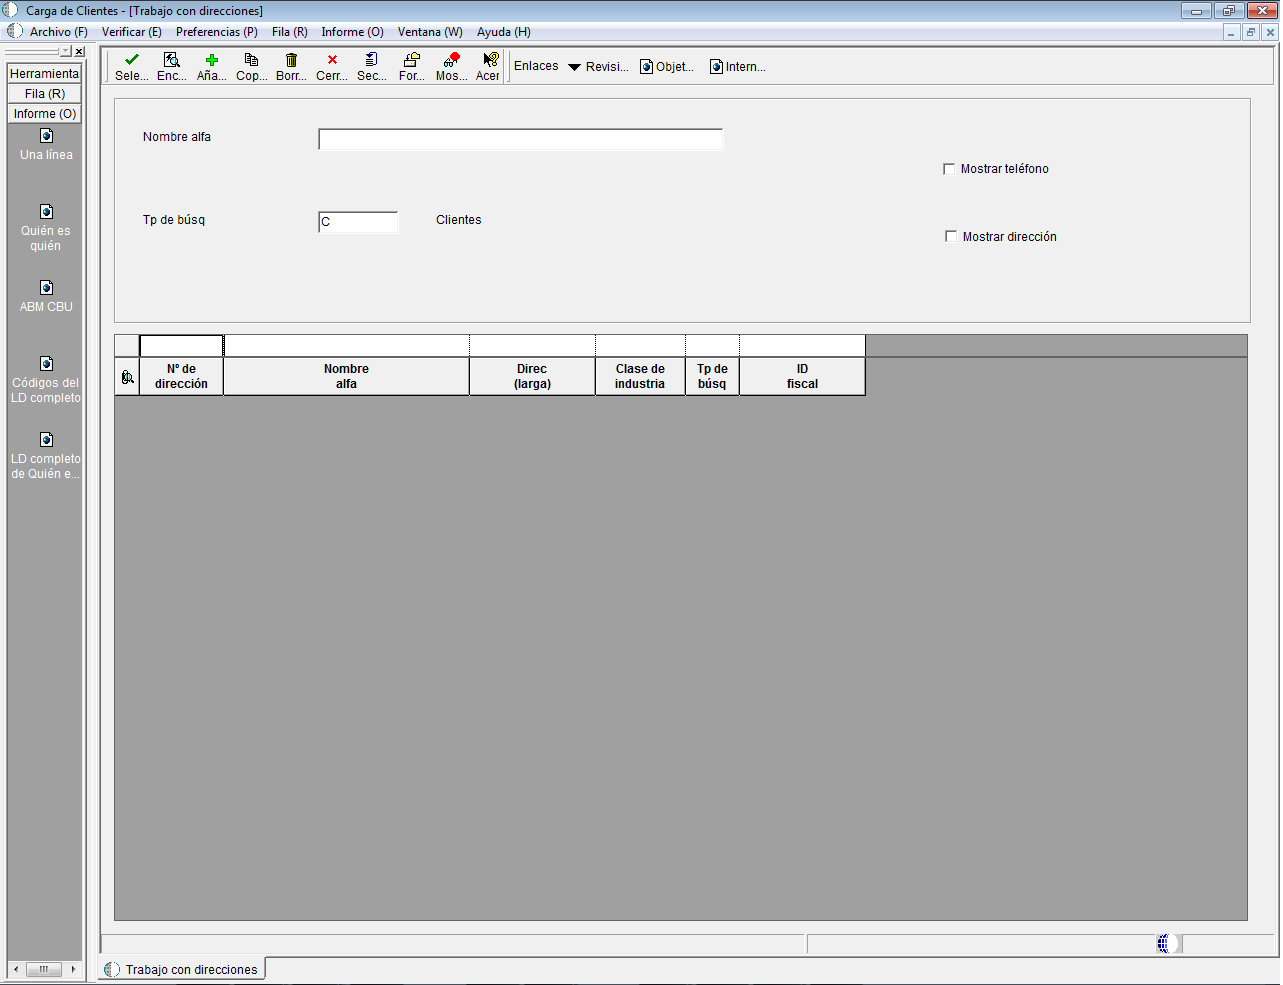 Carga de Clientes - [Trabajo con direcciones]
Archivo (F) Verificar (E) Preferencias (P) Fila (R) Informe (O) Ventana (W) Ayuda (H)
Herramienta
Fila (R)
Informe (O)
Una línea
Quién es
quién
ABM CBU
Códigos del
LD completo
LD completo
de Quién e...
Sele... Enc... Aña... Cop... Borr... Cerr... Sec... For... Mos... Acer
Enlaces Revisi... Objet... Intern...
Nombre alfa
Mostrar teléfono
Tp de búsq C Clientes
Mostrar dirección
Nº de
dirección
Nombre
alfa
Direc
(larga)
Clase de
industria
Tp de
búsq
ID
fiscal
Trabajo con direcciones